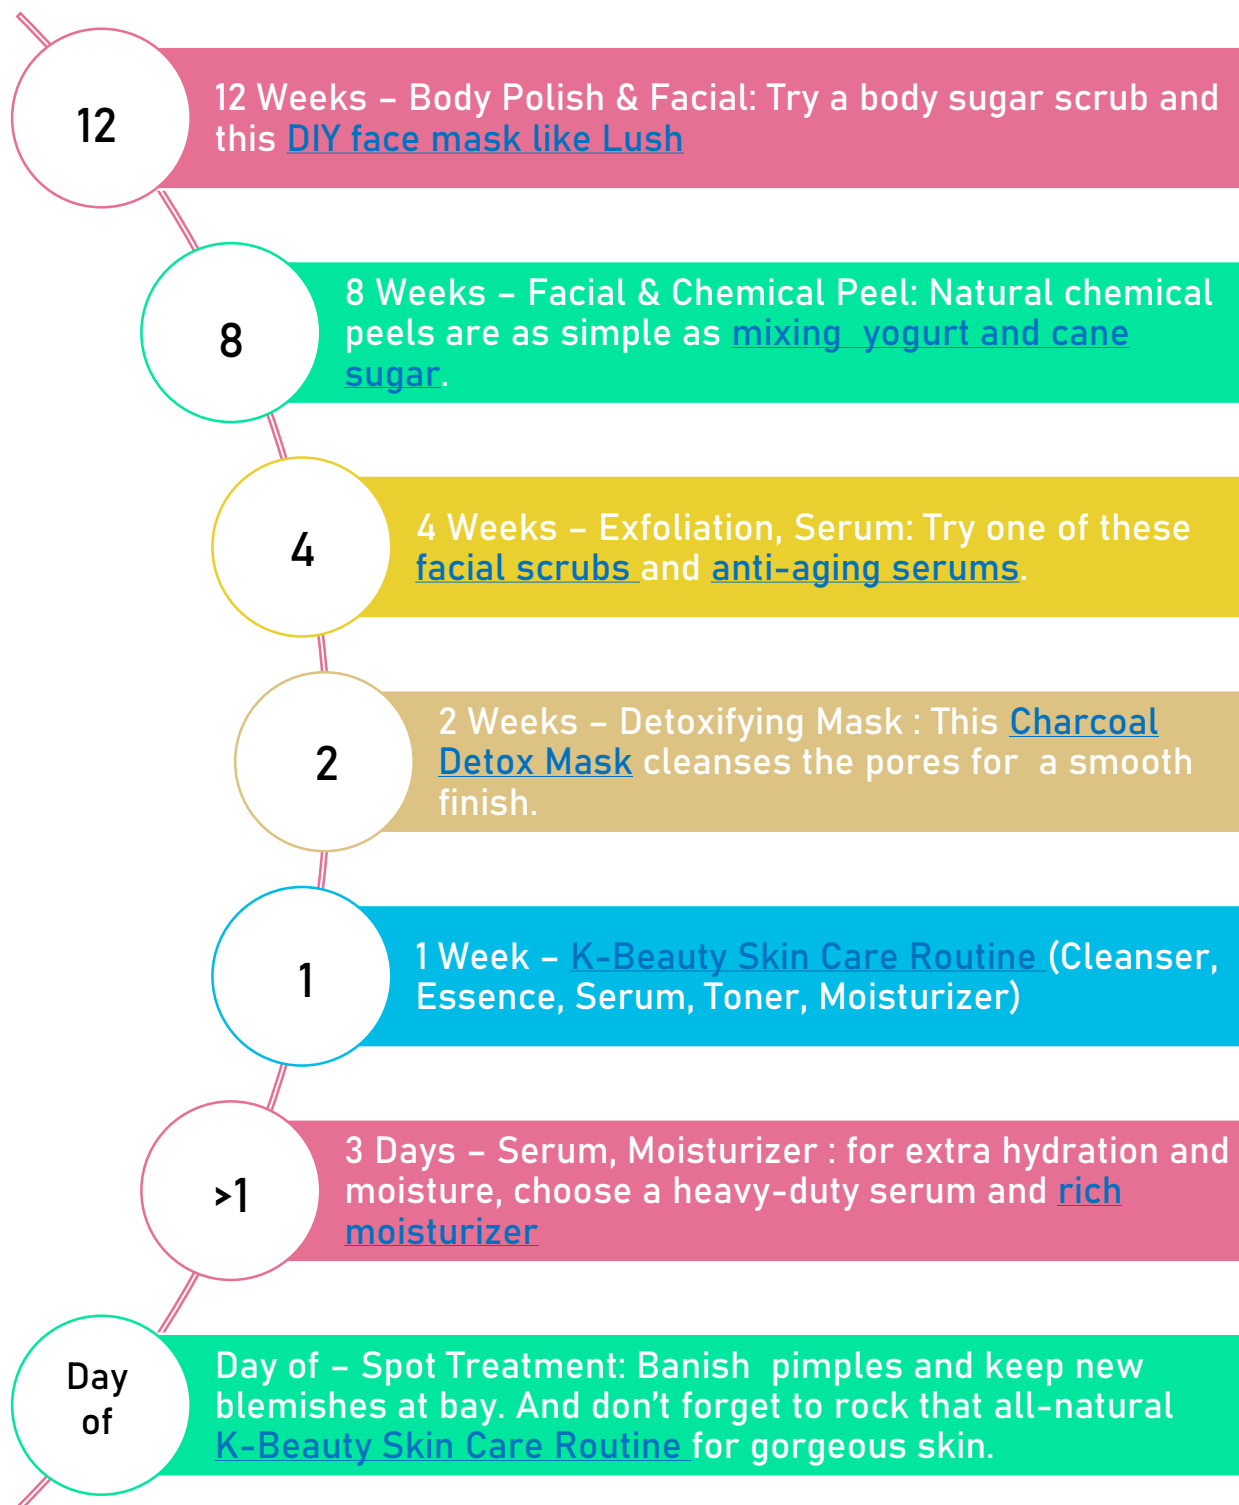 12
12 Weeks – Body Polish & Facial: Try a body sugar scrub and
this DIY face mask like Lush
8
8 Weeks – Facial & Chemical Peel: Natural chemical
peels are as simple as mixing  yogurt and cane
sugar.
4
4 Weeks – Exfoliation, Serum: Try one of these
facial scrubs and anti-aging serums.
2
2 Weeks – Detoxifying Mask : This Charcoal
Detox Mask cleanses the pores for  a smooth
finish.
1
1 Week – K-Beauty Skin Care Routine (Cleanser,
Essence, Serum, Toner, Moisturizer)
>1
3 Days – Serum, Moisturizer : for extra hydration and
moisture, choose a heavy-duty serum and rich
moisturizer
Day
of
Day of – Spot Treatment: Banish  pimples and keep new
blemishes at bay. And don’t forget to rock that all-natural
K-Beauty Skin Care Routine for gorgeous skin.